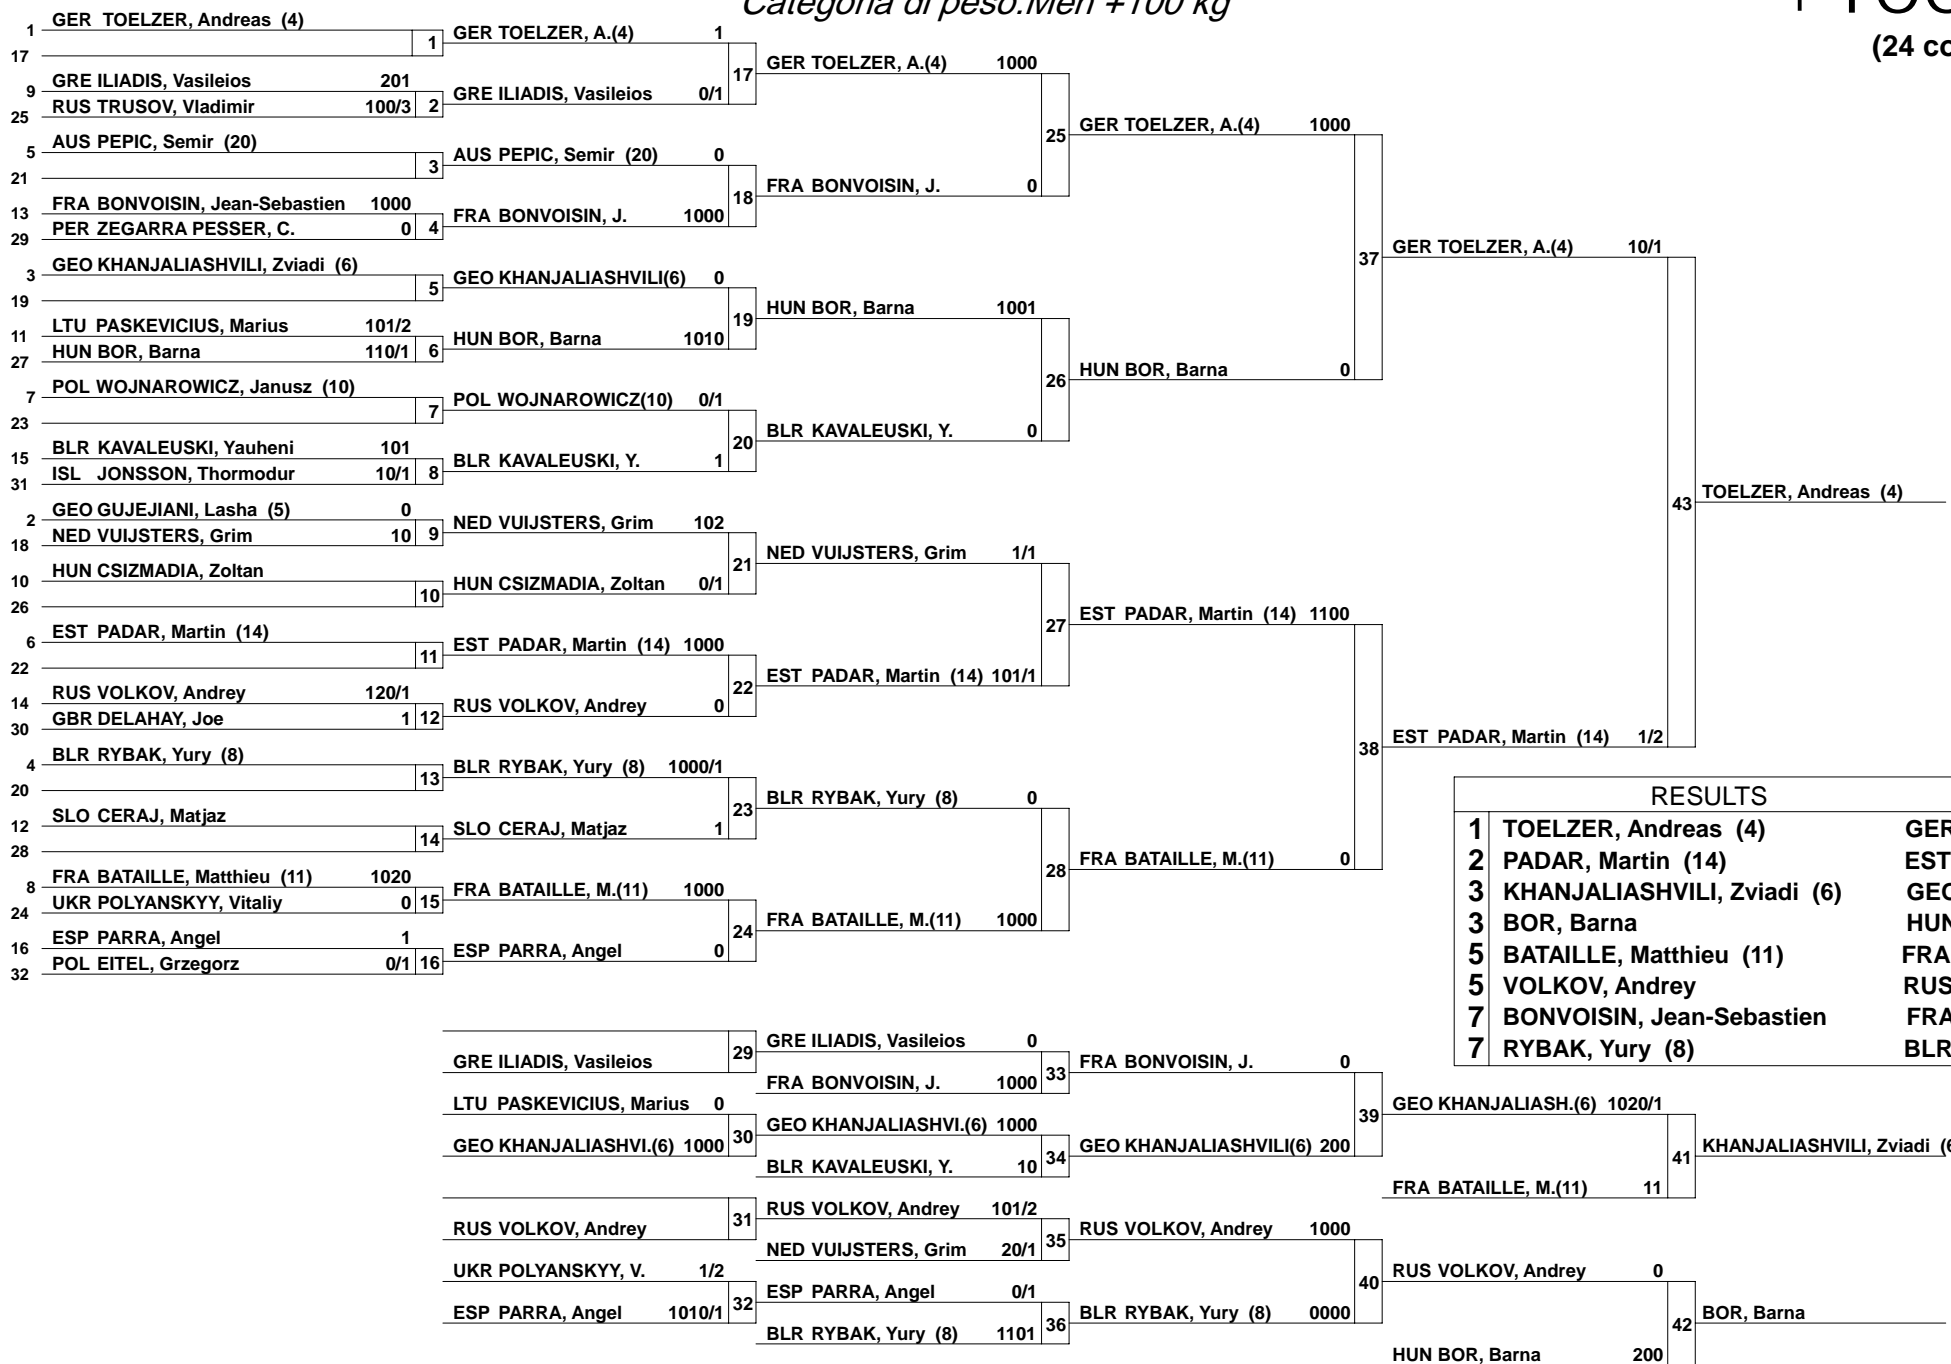 Categoria di peso:Men +100 kg
(24
1 GER TOELZER, Andreas (4)
17
1
9 GRE ILIADIS, Vasileios 201
25 RUS TRUSOV, Vladimir 100/3
2
5 AUS PEPIC, Semir (20)
21
3
13 FRA BONVOISIN, Jean-Sebastien 1000
29 PER ZEGARRA PESSER, C. 0
4
3 GEO KHANJALIASHVILI, Zviadi (6)
19
5
11 LTU PASKEVICIUS, Marius 101/2
27 HUN BOR, Barna 110/1
6
7 POL WOJNAROWICZ, Janusz (10)
23
7
15 BLR KAVALEUSKI, Yauheni 101
31 ISL JONSSON, Thormodur 10/1
8
2 GEO GUJEJIANI, Lasha (5) 0
18 NED VUIJSTERS, Grim 10
9
10 HUN CSIZMADIA, Zoltan
26
10
6 EST PADAR, Martin (14)
22
11
14 RUS VOLKOV, Andrey 120/1
30 GBR DELAHAY, Joe 1
12
4 BLR RYBAK, Yury (8)
20
13
12 SLO CERAJ, Matjaz
28
14
8 FRA BATAILLE, Matthieu (11) 1020
24 UKR POLYANSKYY, Vitaliy 0
15
16 ESP PARRA, Angel 1
32 POL EITEL, Grzegorz 0/1
16
GER TOELZER, A.(4) 1
17
GRE ILIADIS, Vasileios 0/1
AUS PEPIC, Semir (20) 0
18
FRA BONVOISIN, J. 1000
GEO KHANJALIASHVILI(6) 0
19
HUN BOR, Barna 1010
POL WOJNAROWICZ(10) 0/1
20
BLR KAVALEUSKI, Y. 1
NED VUIJSTERS, Grim 102
21
HUN CSIZMADIA, Zoltan 0/1
EST PADAR, Martin (14) 1000
22
RUS VOLKOV, Andrey 0
BLR RYBAK, Yury (8) 1000/1
23
SLO CERAJ, Matjaz 1
FRA BATAILLE, M.(11) 1000
24
ESP PARRA, Angel 0
GER TOELZER, A.(4) 1000
25
FRA BONVOISIN, J. 0
HUN BOR, Barna 1001
26
BLR KAVALEUSKI, Y. 0
NED VUIJSTERS, Grim 1/1
27
EST PADAR, Martin (14) 101/1
BLR RYBAK, Yury (8) 0
28
FRA BATAILLE, M.(11) 1000
GER TOELZER, A.(4) 1000
37
HUN BOR, Barna 0
EST PADAR, Martin (14) 1100
38
FRA BATAILLE, M.(11) 0
GER TOELZER, A.(4) 10/1
43
EST PADAR, Martin (14) 1/2
TOELZER, Andreas (4)
RESULTS
1 TOELZER, Andreas (4) GER
2 PADAR, Martin (14) EST
3 KHANJALIASHVILI, Zviadi (6) GEO
3 BOR, Barna HUN
5 BATAILLE, Matthieu (11) FRA
5 VOLKOV, Andrey RUS
7 BONVOISIN, Jean-Sebastien FRA
7 RYBAK, Yury (8) BLR
GRE ILIADIS, Vasileios
29
LTU PASKEVICIUS, Marius 0
30
GEO KHANJALIASHVI.(6) 1000
31
RUS VOLKOV, Andrey
UKR POLYANSKYY, V. 1/2
32
ESP PARRA, Angel 1010/1
GRE ILIADIS, Vasileios 0
33
FRA BONVOISIN, J. 1000
GEO KHANJALIASHVI.(6) 1000
34
BLR KAVALEUSKI, Y. 10
RUS VOLKOV, Andrey 101/2
35
NED VUIJSTERS, Grim 20/1
ESP PARRA, Angel 0/1
36
BLR RYBAK, Yury (8) 1101
FRA BONVOISIN, J. 0
39
GEO KHANJALIASHVILI(6) 200
RUS VOLKOV, Andrey 1000
40
BLR RYBAK, Yury (8) 0000
GEO KHANJALIASH.(6) 1020/1
41
FRA BATAILLE, M.(11) 11
RUS VOLKOV, Andrey 0
42
HUN BOR, Barna 200
KHANJALIASHVILI, Zviadi (6
BOR, Barna